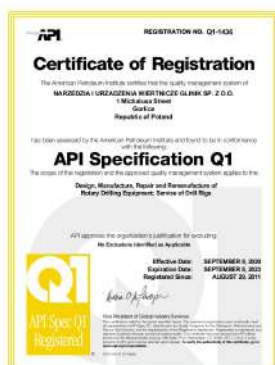 API
REGISTRATION NO. Q1-1436
Certificate of Registration
The American Petroleum Institute certifies that the quality management system of
NARZEDZIA I URZADZENIA WIERTNICZE GLINIK SP. Z O.O.
1 Michalusa Street
Gorlice
Republic of Poland
has been assessed by the American Petroleum Institute and found to be in conformance
with the following:
API Specification Q1
The scope of this registration and the approved quality management system applies to the
Design, Manufacture, Repair and Remanufacture of
Rotary Drilling Equipment; Service of Drill Rigs
API approves the organization's justification for excluding:
No Exclusions Identified as Applicable
Effective Date: SEPTEMBER 8, 2020
Expiration Date: SEPTEMBER 8, 2023
Registered Since: AUGUST 29, 2011
Q1
API Spec Q1
Registered
Vice President of Global Industry Services